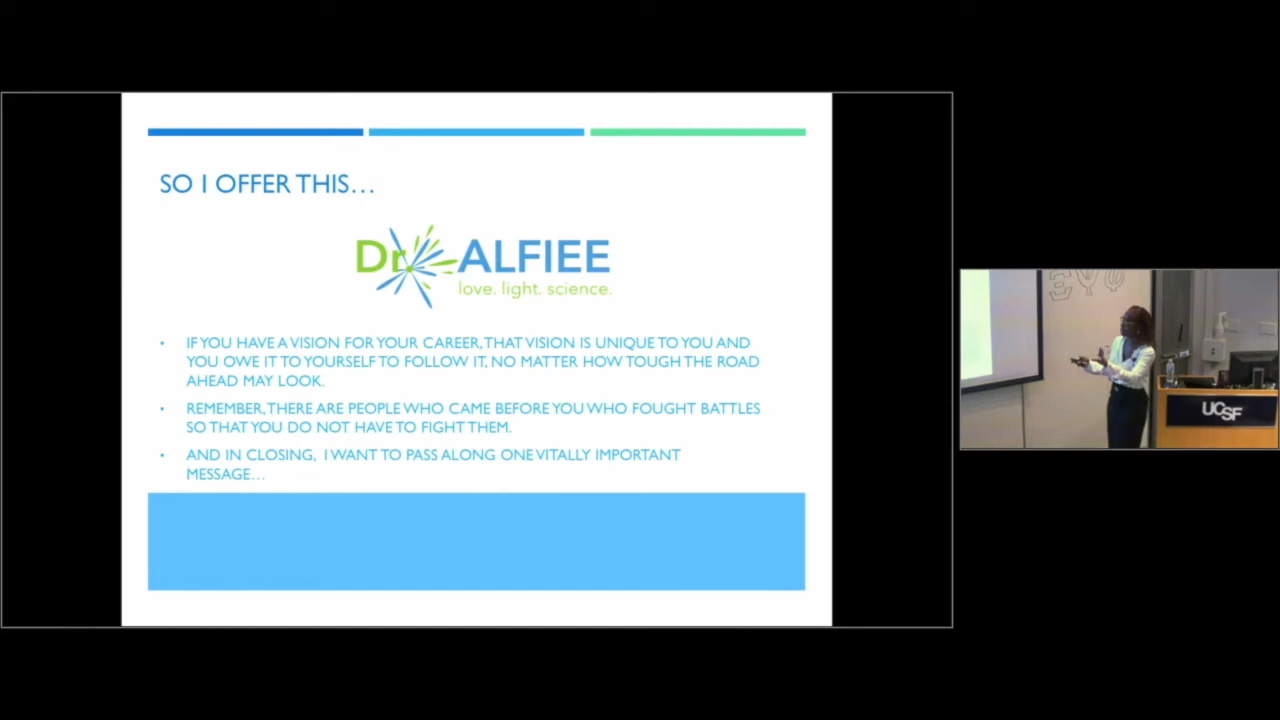 SO I OFFER THIS…
Dr ALFIEE
love. light. science.
• IF YOU HAVE A VISION FOR YOUR CAREER, THAT VISION IS UNIQUE TO YOU AND
YOU OWE IT TO YOURSELF TO FOLLOW IT, NO MATTER HOW TOUGH THE ROAD
AHEAD MAY LOOK.
• REMEMBER, THERE ARE PEOPLE WHO CAME BEFORE YOU WHO FOUGHT BATTLES
SO THAT YOU DO NOT HAVE TO FIGHT THEM.
• AND IN CLOSING, I WANT TO PASS ALONG ONE VITALLY IMPORTANT
MESSAGE…
ΞΨΦ
UCSF